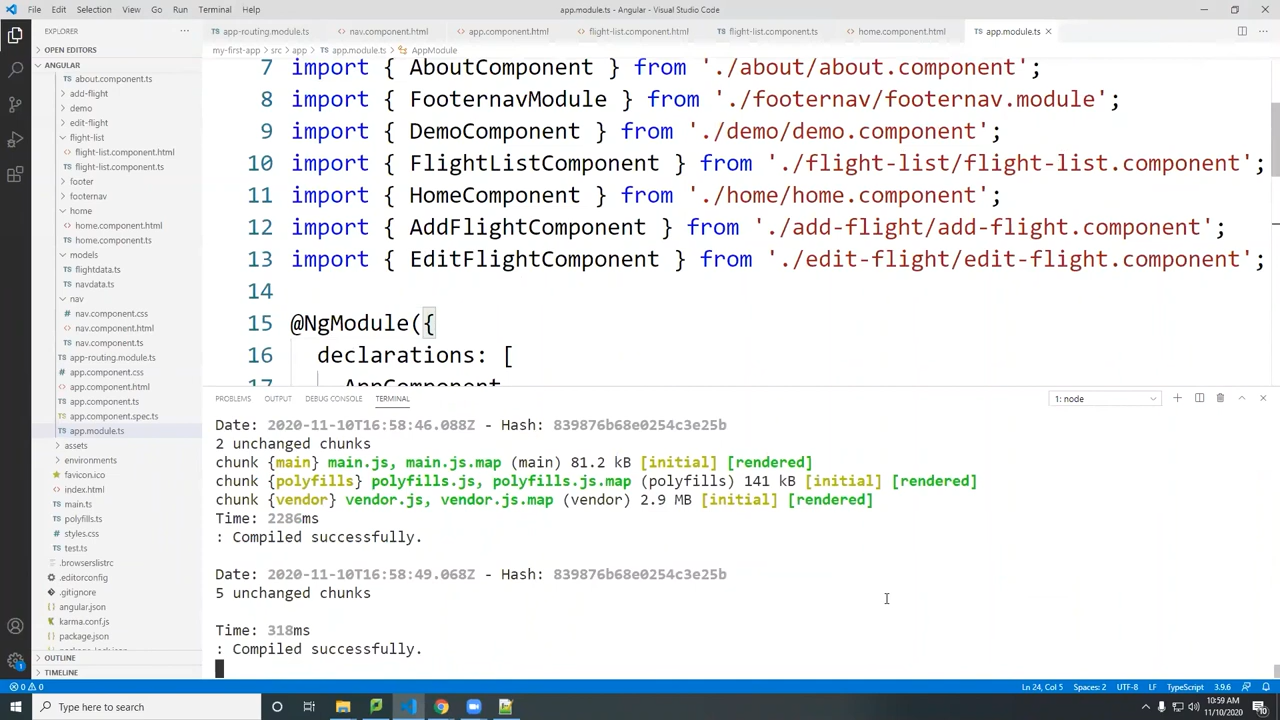 File Edit Selection View Go Run Terminal Help
app.module.ts - Angular - Visual Studio Code
EXPLORER
OPEN EDITORS
ANGULAR
about.component.ts
add-flight
demo
edit-flight
flight-list
flight-list.component.html
flight-list.component.ts
footer
footernav
home
home.component.html
home.component.ts
models
flightdata.ts
navdata.ts
nav
nav.component.css
nav.component.html
nav.component.ts
app-routing.module.ts
app.component.css
app.component.html
app.component.ts
app.component.spec.ts
app.module.ts
assets
environments
favicon.ico
index.html
main.ts
polyfills.ts
styles.css
test.ts
.browserslistrc
.editorconfig
.gitignore
angular.json
karma.conf.js
package.json
OUTLINE
TIMELINE
app-routing.module.ts nav.component.html app.component.html flight-list.component.html flight-list.component.ts home.component.html app.module.ts
my-first-app > src > app > app.module.ts > AppModule
7 import { AboutComponent } from './about/about.component';
8 import { FooternavModule } from './footernav/footernav.module';
9 import { DemoComponent } from './demo/demo.component';
10 import { FlightListComponent } from './flight-list/flight-list.component';
11 import { HomeComponent } from './home/home.component';
12 import { AddFlightComponent } from './add-flight/add-flight.component';
13 import { EditFlightComponent } from './edit-flight/edit-flight.component';
14
15 @NgModule({
16 declarations: [
17 AppComponent
PROBLEMS OUTPUT DEBUG CONSOLE TERMINAL
1: node
Date: 2020-11-10T16:58:46.088Z - Hash: 839876b68e0254c3e25b
2 unchanged chunks
chunk {main} main.js, main.js.map (main) 81.2 kB [initial] [rendered]
chunk {polyfills} polyfills.js, polyfills.js.map (polyfills) 141 kB [initial] [rendered]
chunk {vendor} vendor.js, vendor.js.map (vendor) 2.9 MB [initial] [rendered]
Time: 2286ms
: Compiled successfully.
Date: 2020-11-10T16:58:49.068Z - Hash: 839876b68e0254c3e25b
5 unchanged chunks
Time: 318ms
: Compiled successfully.
0 0
Ln 24, Col 5 Spaces: 2 UTF-8 LF TypeScript 3.9.6
Type here to search
10:59 AM
11/10/2020